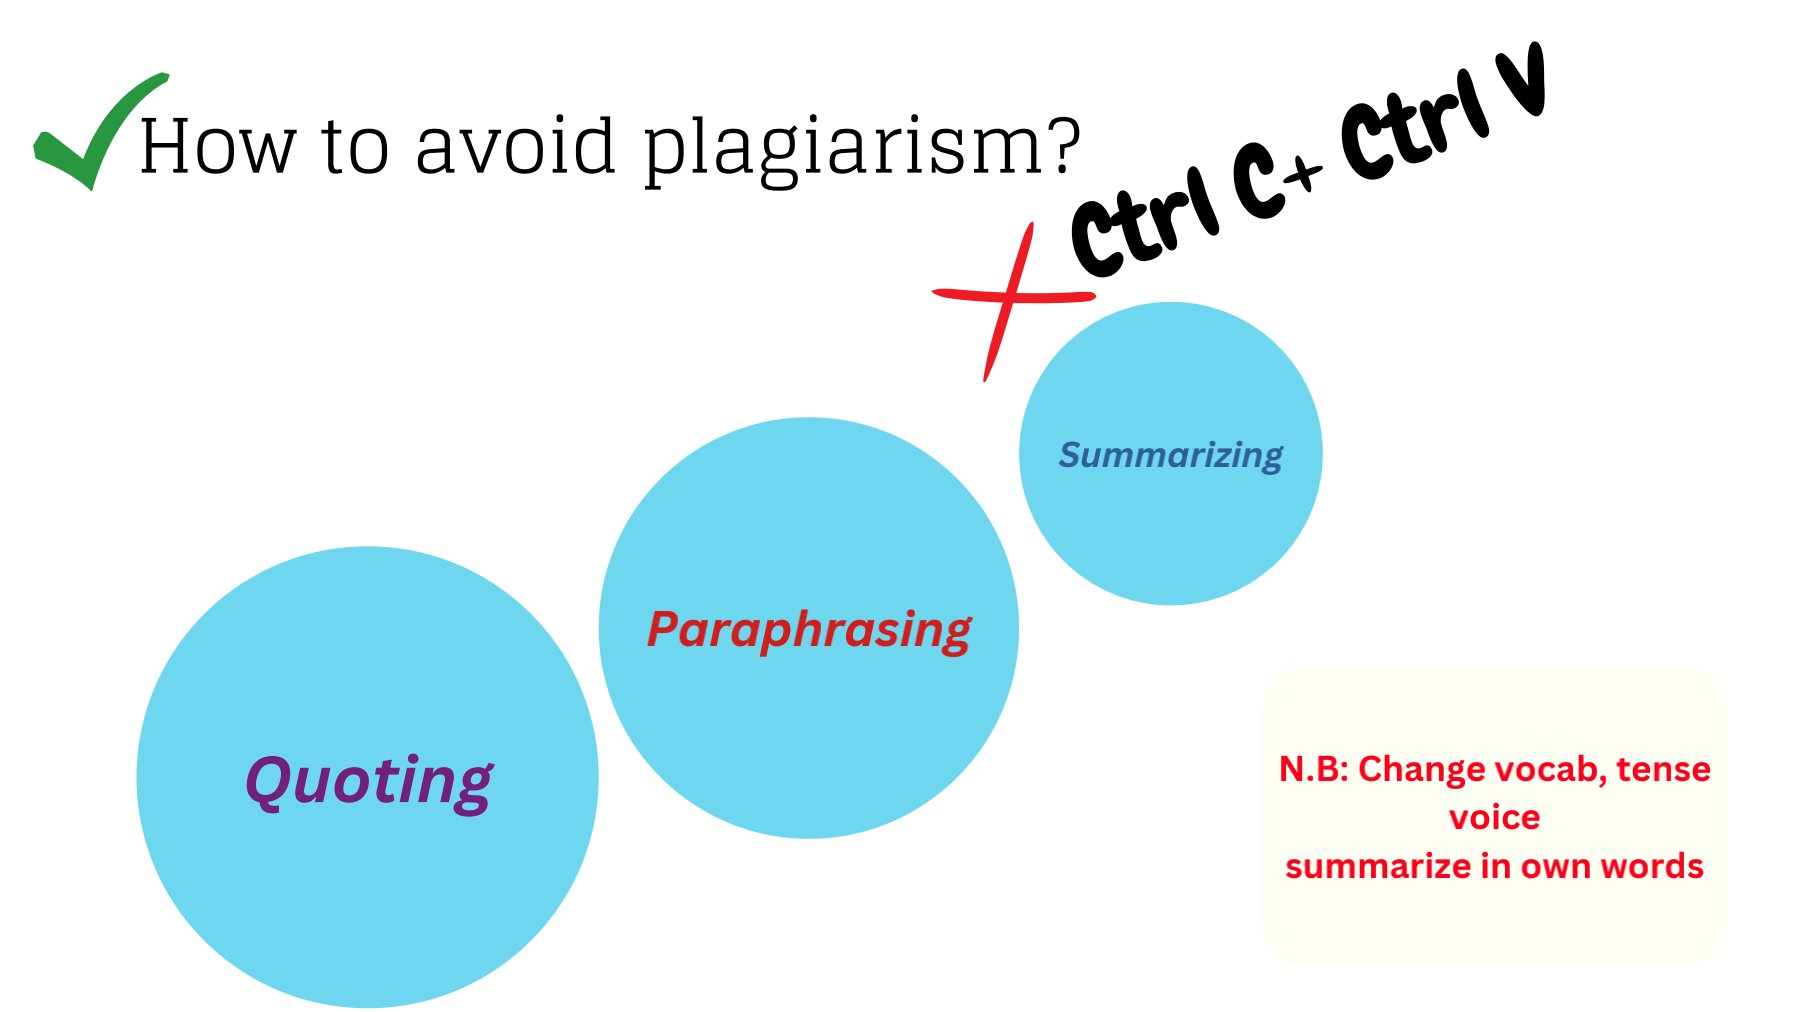 How to avoid plagiarism?
Ctrl C+ Ctrl V
Summarizing
Paraphrasing
Quoting
N.B: Change vocab, tense
voice
summarize in own words